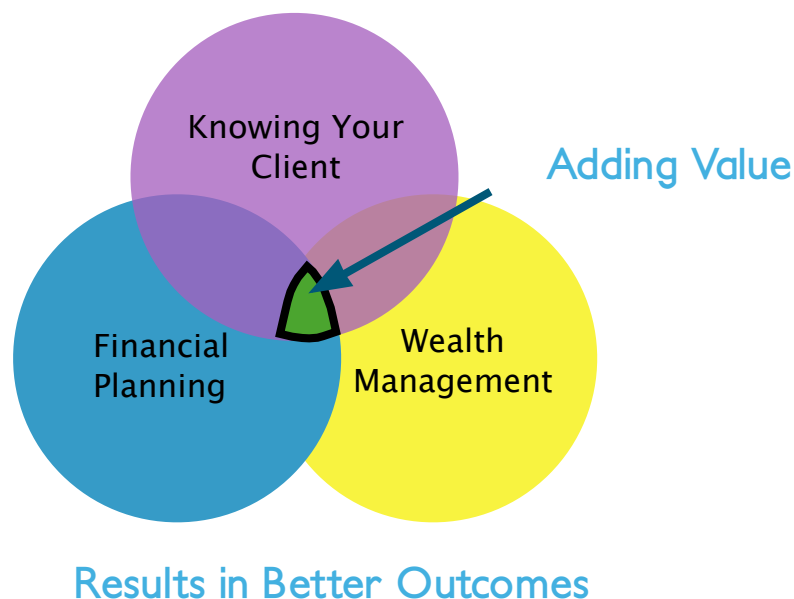 Knowing Your
Client
Adding Value
Financial
Planning
Wealth
Management
Results in Better Outcomes